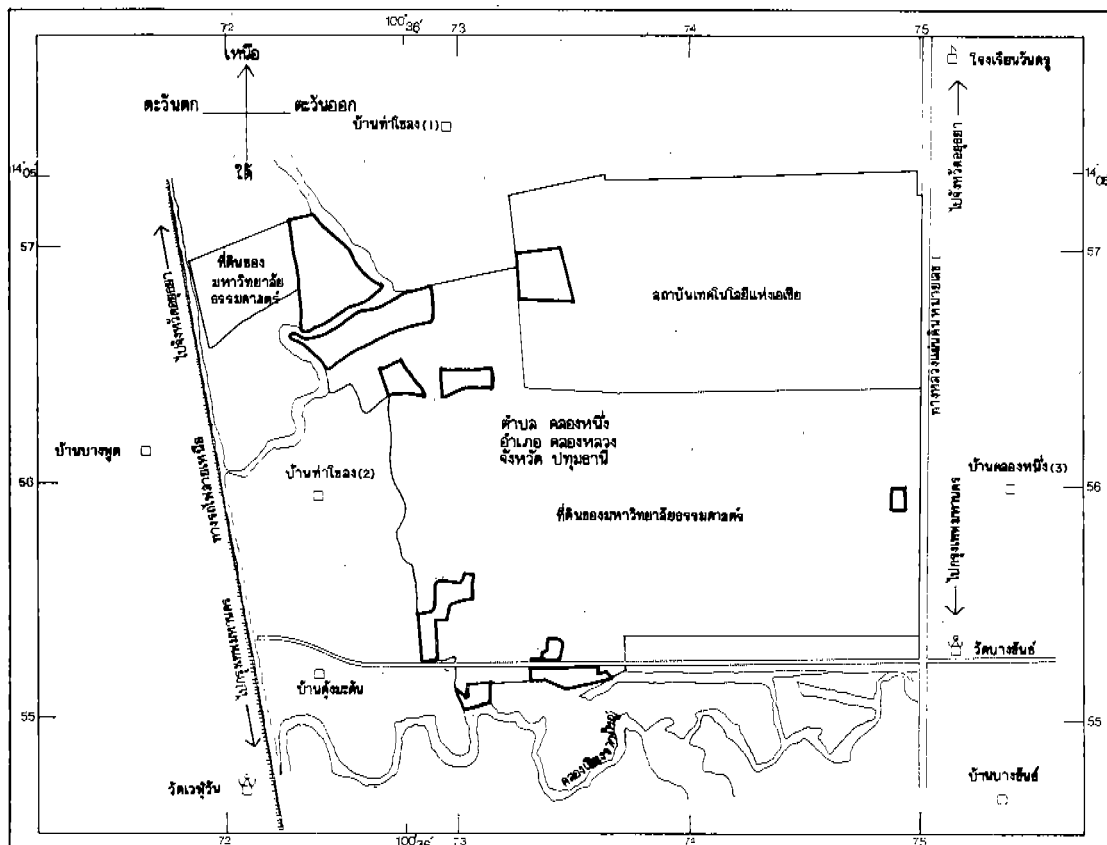 72
100°36'
73
74
75
เหนือ
ตะวันตก
ตะวันออก
ใต้
บ้านท่าโขลง(1)
โรงเรียนวันครู
ไปจังหวัดอยุธยา
14°05
57
ไปจังหวัดอยุธยา
ที่ดินของ
มหาวิทยาลัย
ธรรมศาสตร์
สถาบันเทคโนโลยีแห่งเอเชีย
ทางหลวงแผ่นดินหมายเลข 1
57
ตำบล คลองหนึ่ง
อำเภอ คลองหลวง
จังหวัด ปทุมธานี
บ้านบางพูด
ทางรถไฟสายเหนือ
บ้านท่าโขลง(2)
บ้านคลองหนึ่ง(3)
56
56
ที่ดินของมหาวิทยาลัยธรรมศาสตร์
ไปกรุงเทพมหานคร
ไปกรุงเทพมหานคร
วัดบางขันธ์
บ้านคุ้งมะดัน
55
55
วัดเวฬุวัน
บ้านบางขันธ์
72
100°36'
73
74
75